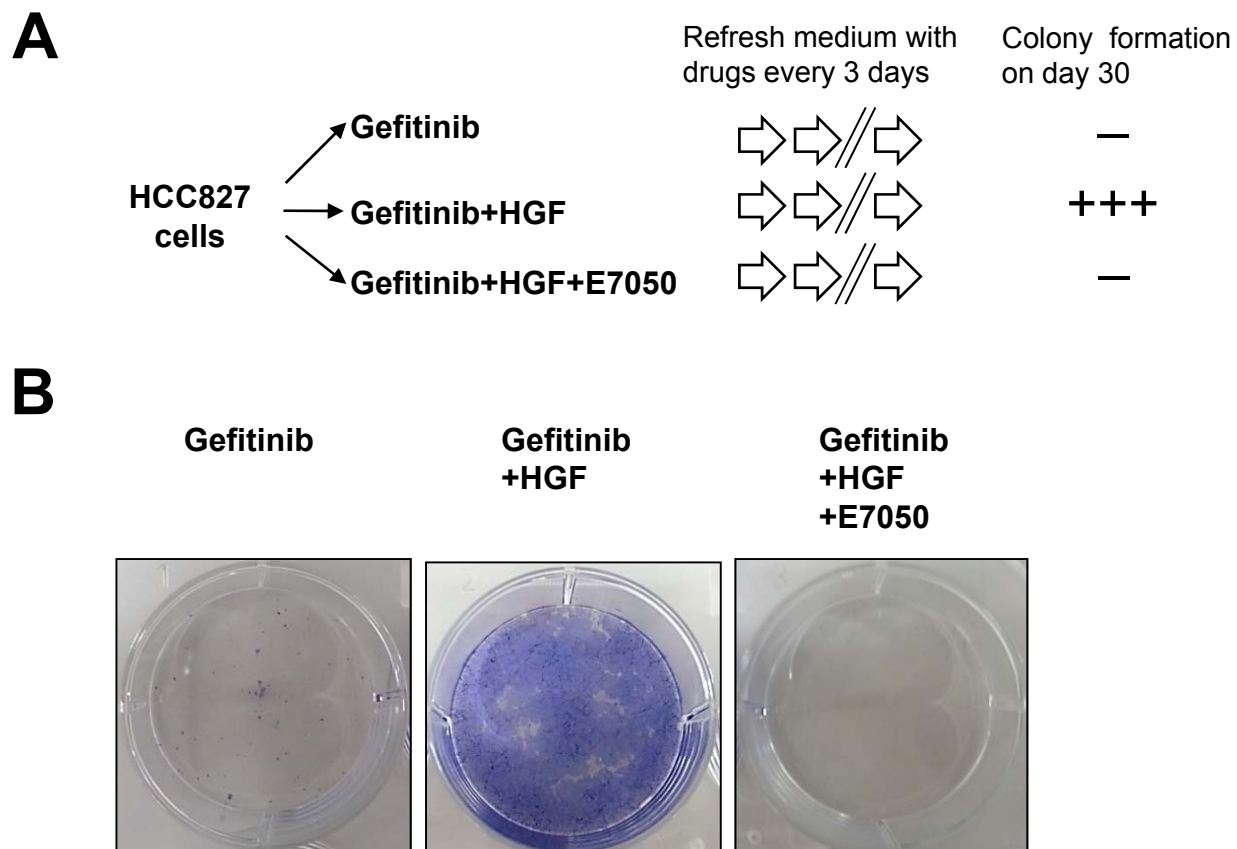 A
Refresh medium with
drugs every 3 days
Colony formation
on day 30
HCC827
cells
Gefitinib
—
Gefitinib+HGF
+++
Gefitinib+HGF+E7050
—
B
Gefitinib
Gefitinib
+HGF
Gefitinib
+HGF
+E7050